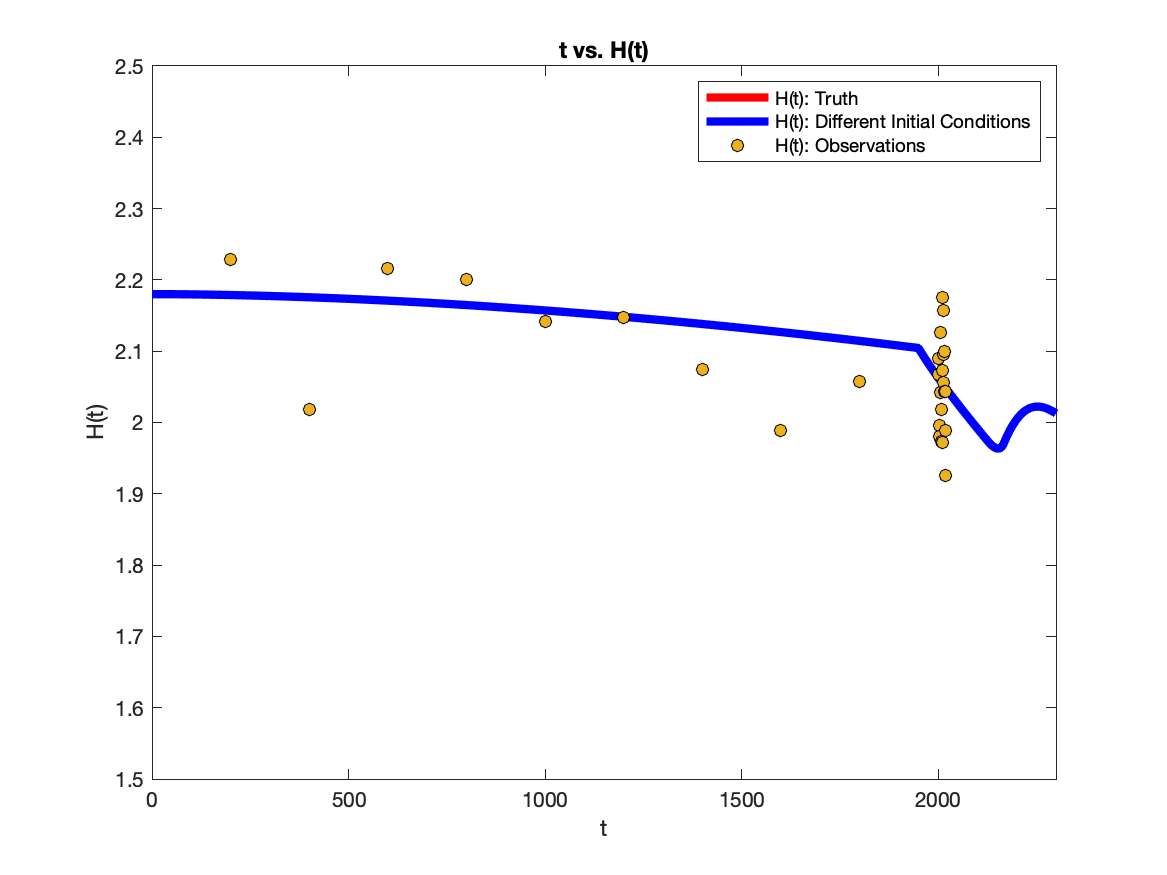 t vs. H(t)
H(t): Truth
H(t): Different Initial Conditions
H(t): Observations
H(t)
2.5
2.4
2.3
2.2
2.1
2
1.9
1.8
1.7
1.6
1.5
0
500
1000
1500
2000
t